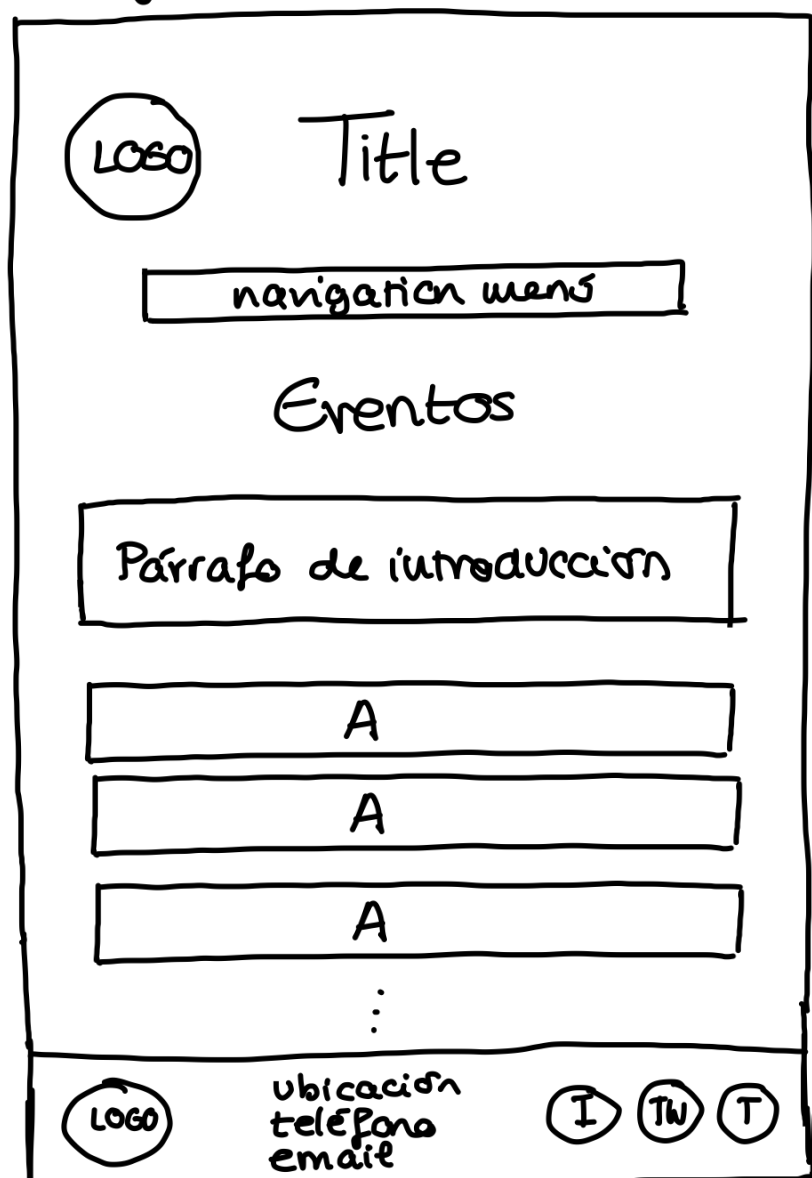 LOGO
Title
navigation menú
Eventos
Párrafo de introducción
A
A
A
LOGO
ubicación
teléfono
email
I
TW
T